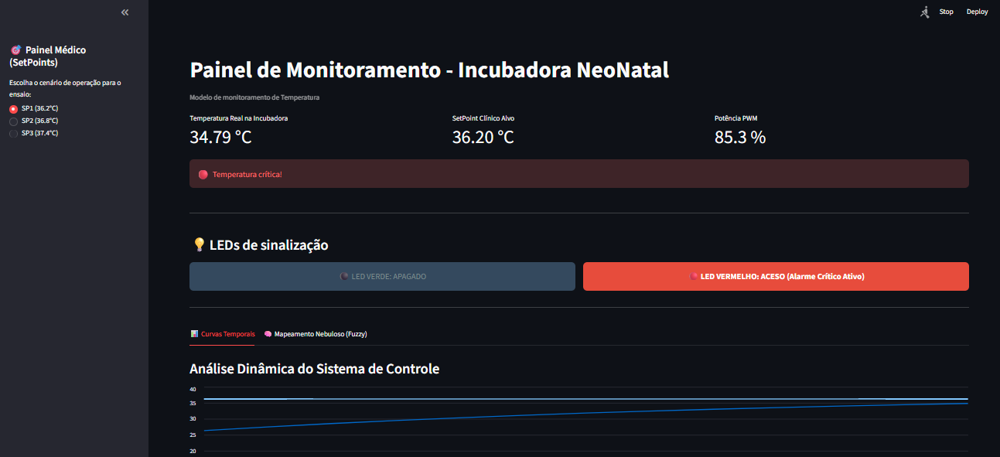 Stop
Deploy
Painel Médico
(SetPoints)
Escolha o cenário de operação para o
ensaio:
SP1 (36.2°C)
SP2 (36.8°C)
SP3 (37.4°C)
Painel de Monitoramento - Incubadora NeoNatal
Modelo de monitoramento de Temperatura
Temperatura Real na Incubadora
34.79 °C
SetPoint Clínico Alvo
36.20 °C
Potência PWM
85.3 %
Temperatura crítica!
LEDs de sinalização
LED VERDE: APAGADO
LED VERMELHO: ACESO (Alarme Crítico Ativo)
Curvas Temporais
Mapeamento Nebuloso (Fuzzy)
Análise Dinâmica do Sistema de Controle
40
35
30
25
20